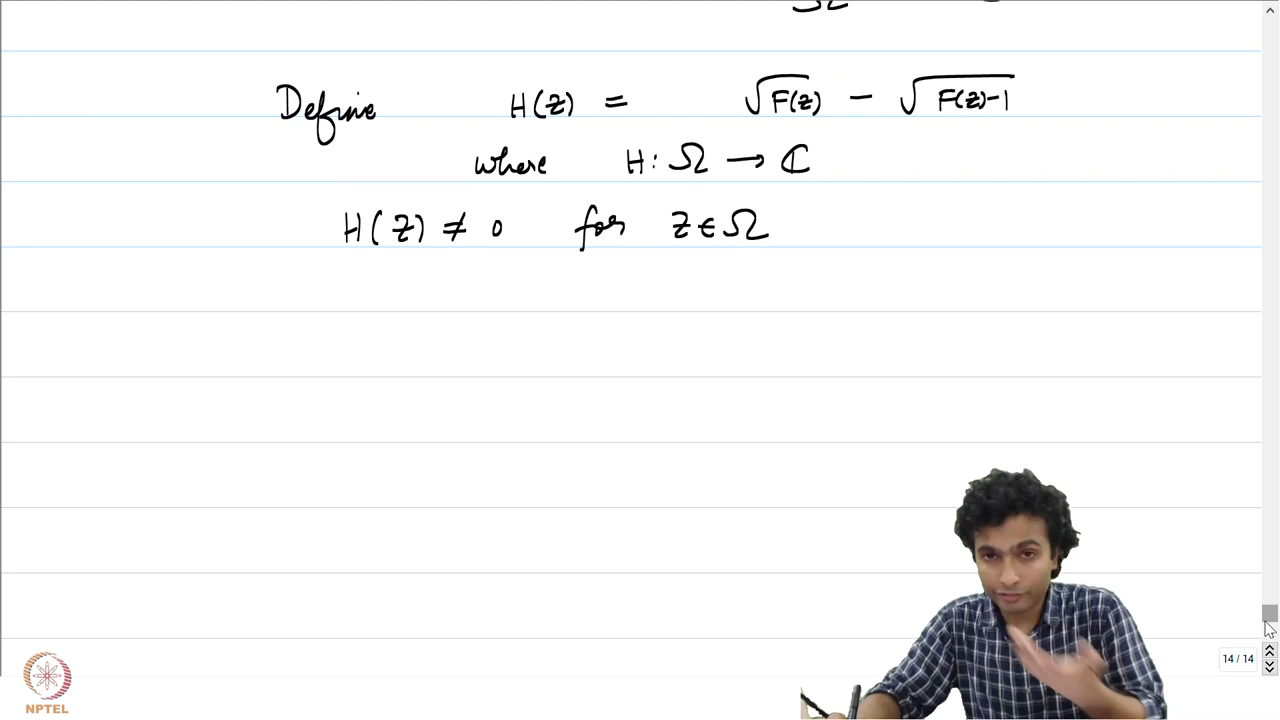 Define H(z) = √F(z) − √F(z)-1
where H: Ω → ℂ
H(z) ≠ 0 for z ∈ Ω
14 / 14
NPTEL